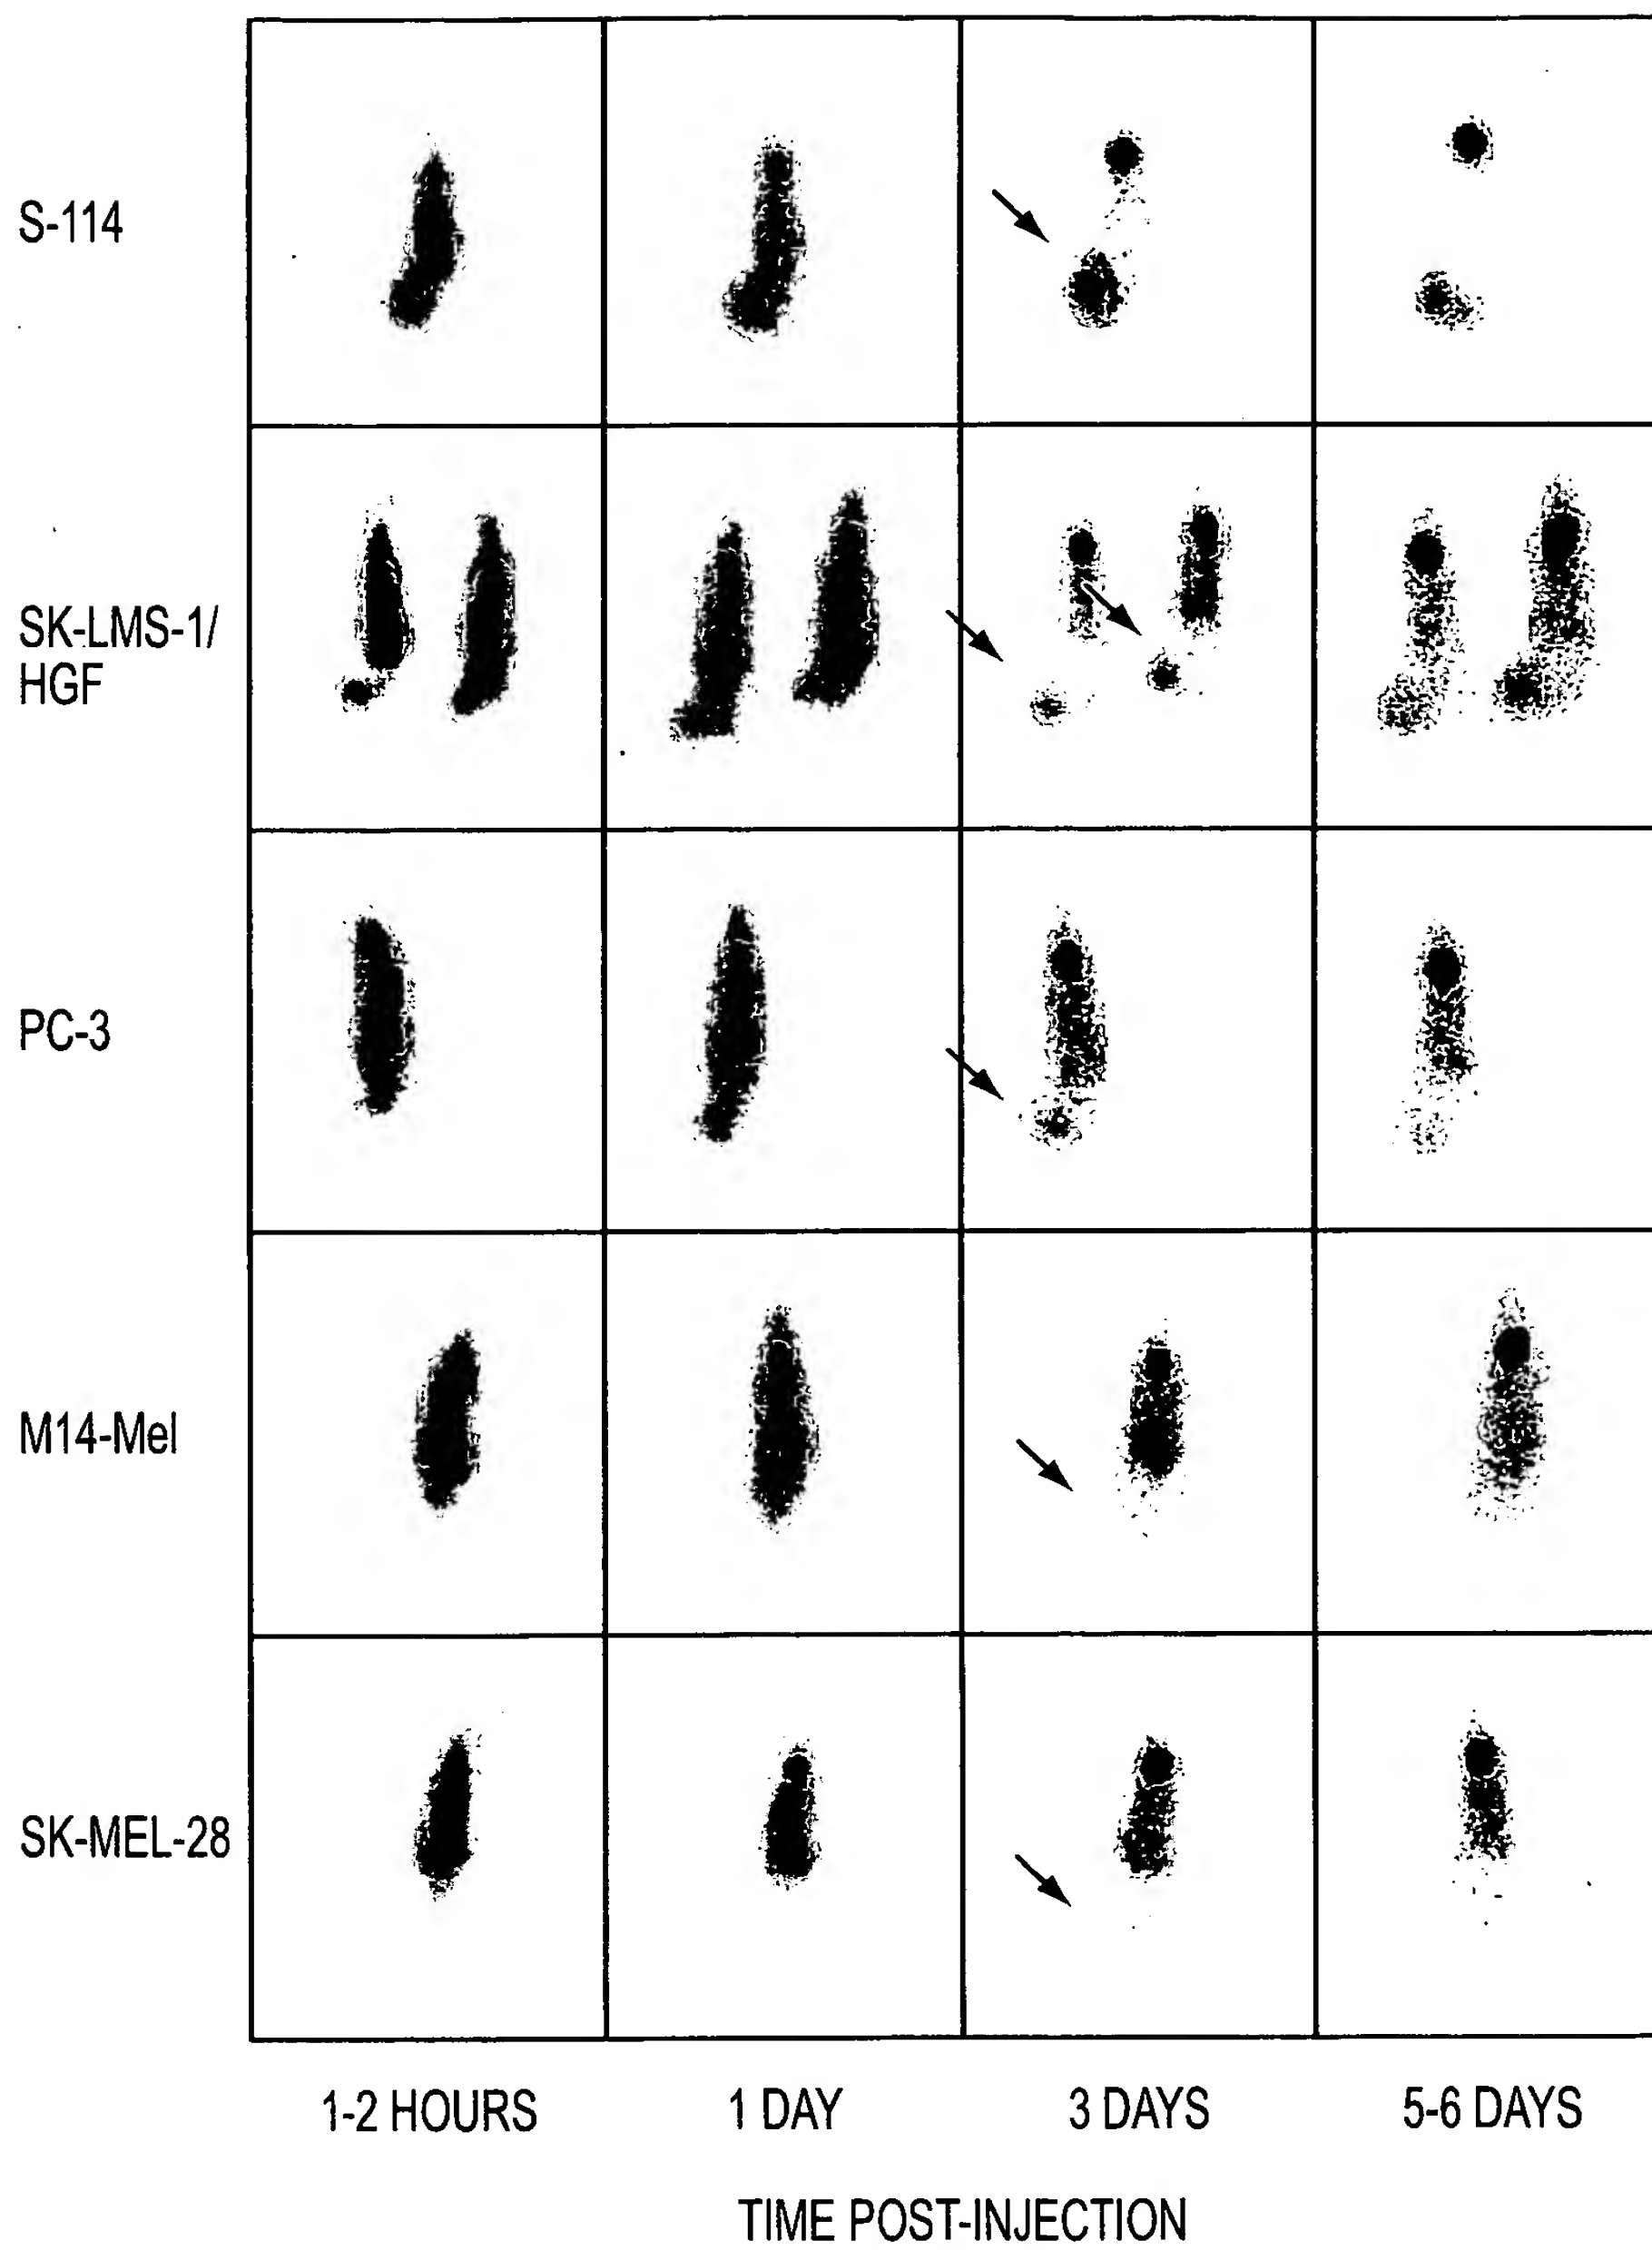 S-114
SK-LMS-1/
HGF
PC-3
M14-Mel
SK-MEL-28
1-2 HOURS
1 DAY
3 DAYS
5-6 DAYS
TIME POST-INJECTION